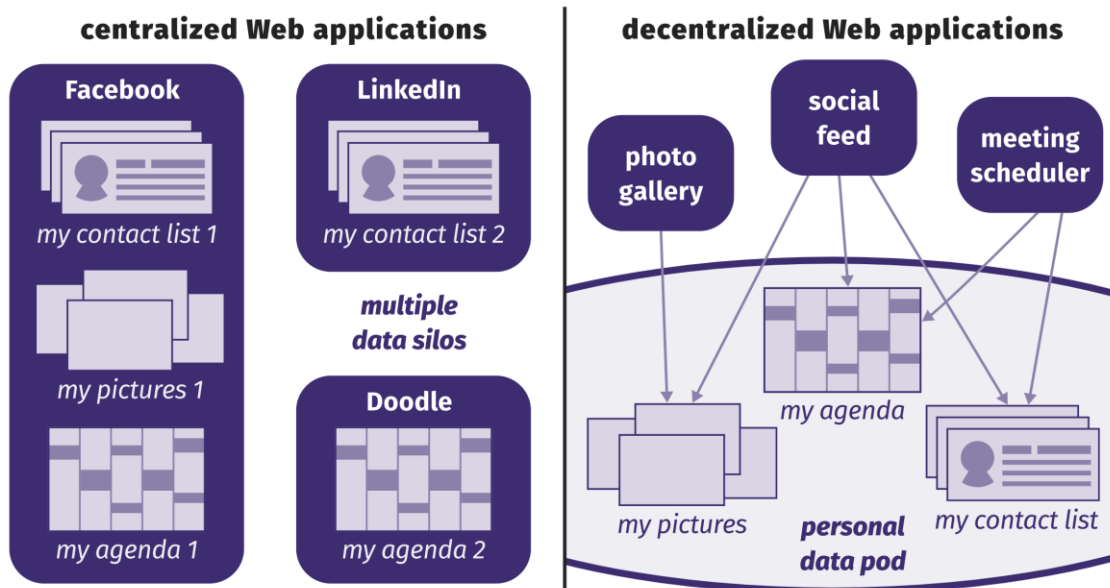 centralized Web applications
Facebook
my contact list 1
my pictures 1
my agenda 1
LinkedIn
my contact list 2
multiple
data silos
Doodle
my agenda 2
decentralized Web applications
photo
gallery
social
feed
meeting
scheduler
my agenda
my pictures
my contact list
personal
data pod